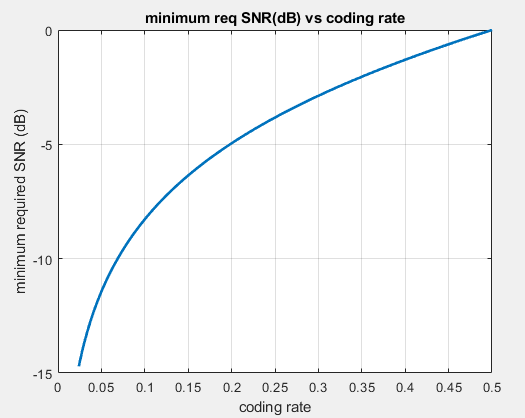 minimum req SNR(dB) vs coding rate
minimum required SNR (dB)
0
-5
-10
-15
0 0.05 0.1 0.15 0.2 0.25 0.3 0.35 0.4 0.45 0.5
coding rate